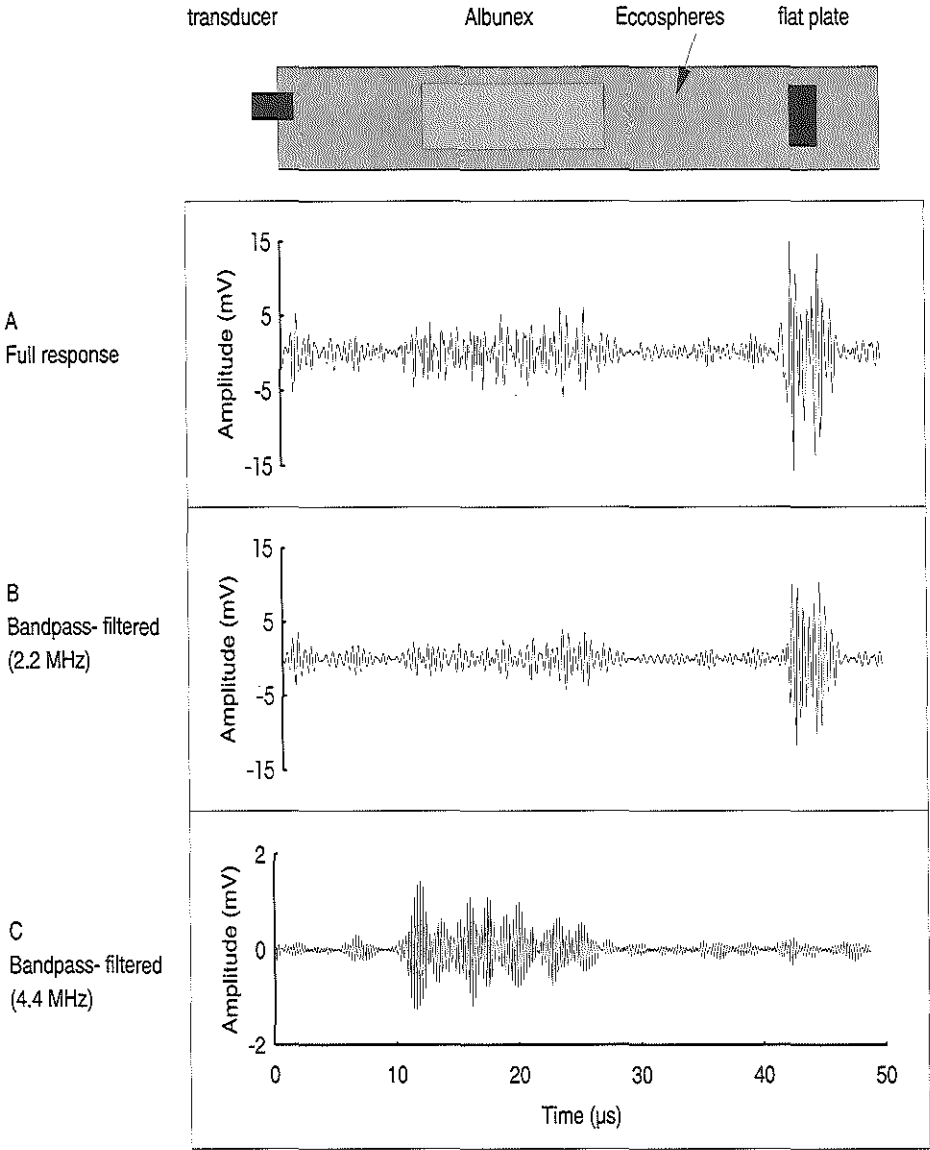 transducer Albunex Eccospheres flat plate
A
Full response
Amplitude (mV)
15
5
-5
-15
B
Bandpass- filtered
(2.2 MHz)
Amplitude (mV)
15
5
-5
-15
C
Bandpass- filtered
(4.4 MHz)
Amplitude (mV)
2
0
-2
0 10 20 30 40 50
Time (µs)